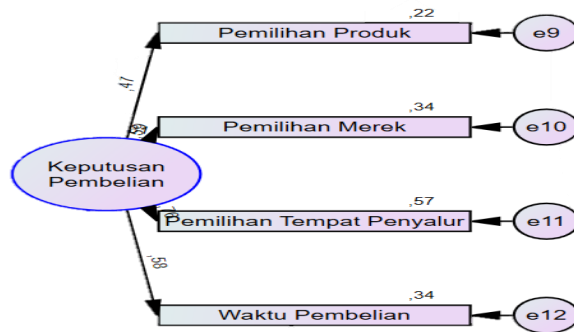 ,22
Pemilihan Produk
e9
,47
,34
Pemilihan Merek
e10
Keputusan
Pembelian
,57
Pemilihan Tempat Penyalur
e11
,58
,34
Waktu Pembelian
e12